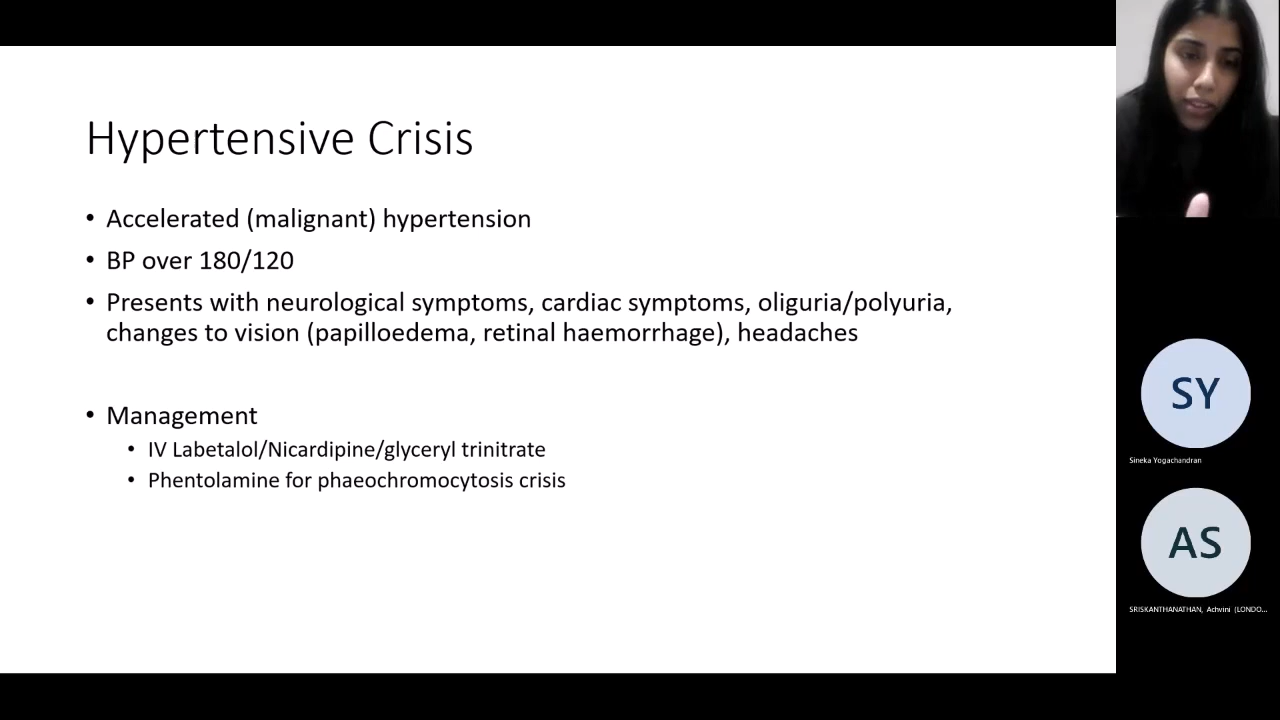 Hypertensive Crisis
• Accelerated (malignant) hypertension
• BP over 180/120
• Presents with neurological symptoms, cardiac symptoms, oliguria/polyuria,
changes to vision (papilloedema, retinal haemorrhage), headaches
• Management
• IV Labetalol/Nicardipine/glyceryl trinitrate
• Phentolamine for phaeochromocytosis crisis
SY
Sineka Yogachandran
AS
SRISKANTHANATHAN, Achvini (LONDO...